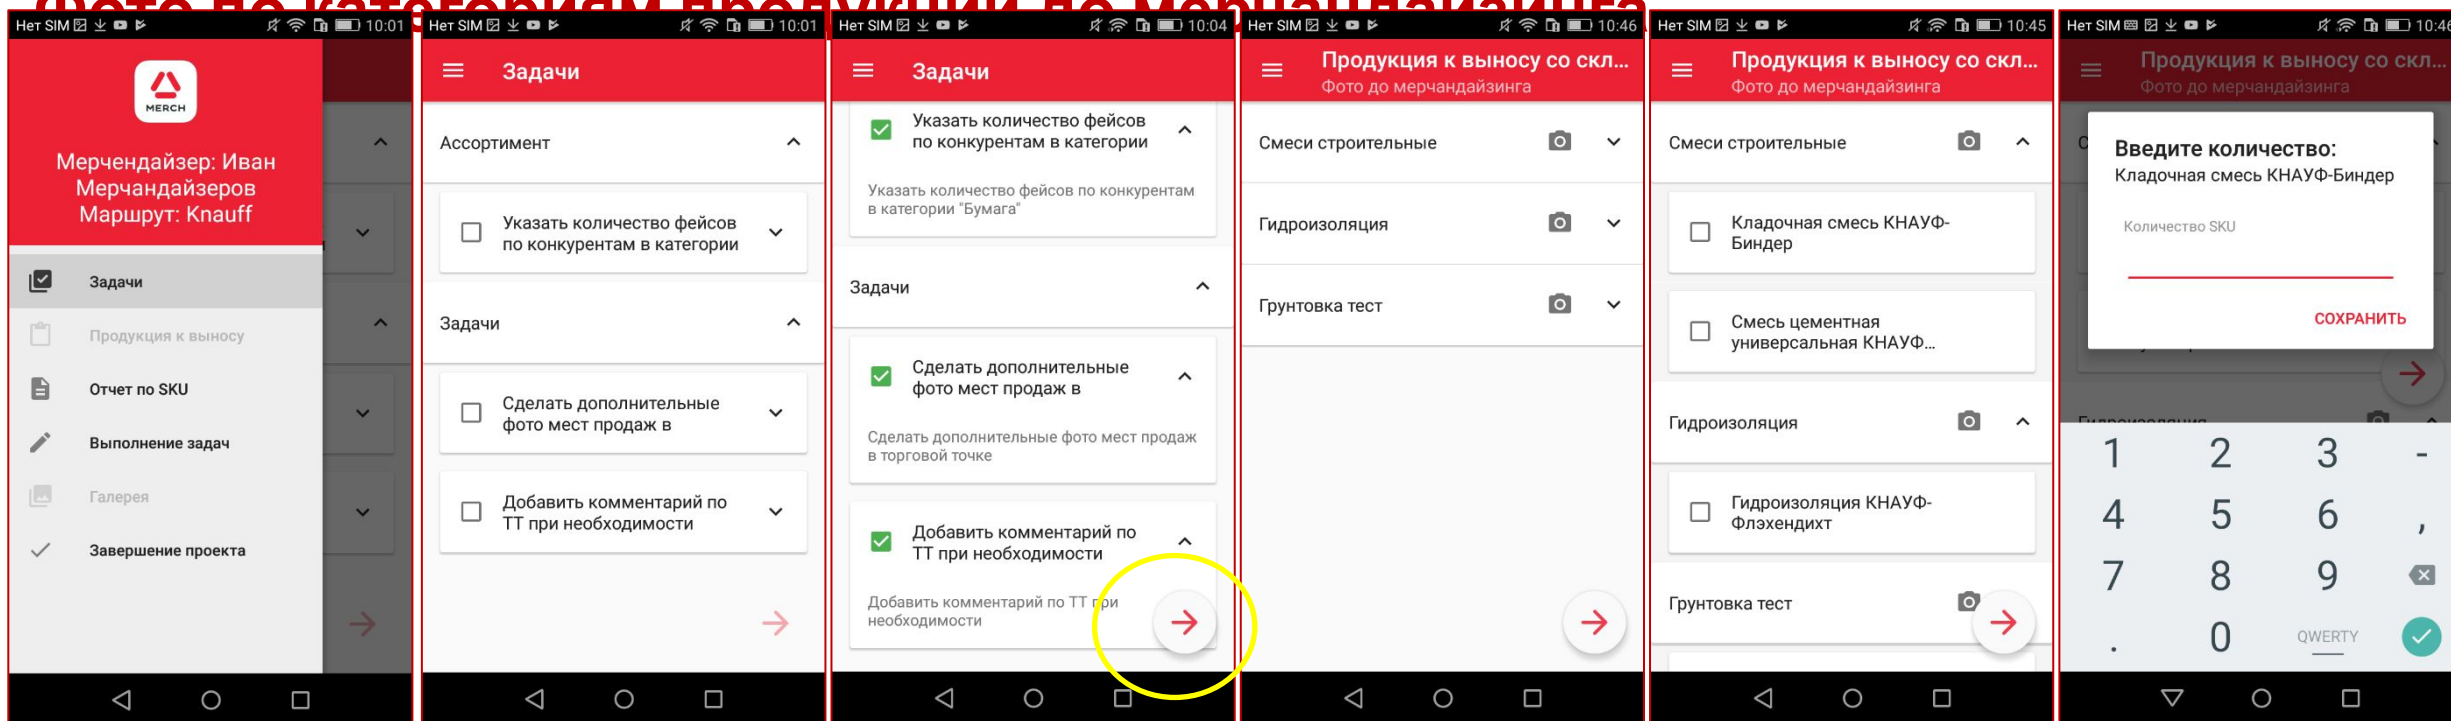 Фото по категориям продукции до мерчандайзинга
Нет SIM 10:01
MERCH
Мерчендайзер: Иван
Мерчандайзеров
Маршрут: Knauff
Задачи
Продукция к выносу
Отчет по SKU
Выполнение задач
Галерея
Завершение проекта
Нет SIM 10:01
Задачи
Ассортимент
Указать количество фейсов
по конкурентам в категории
Задачи
Сделать дополнительные
фото мест продаж в
Добавить комментарий по
ТТ при необходимости
Нет SIM 10:04
Задачи
Указать количество фейсов
по конкурентам в категории
Указать количество фейсов по конкурентам
в категории "Бумага"
Задачи
Сделать дополнительные
фото мест продаж в
Сделать дополнительные фото мест продаж
в торговой точке
Добавить комментарий по
ТТ при необходимости
Добавить комментарий по ТТ при
необходимости
Нет SIM 10:46
Продукция к выносу со скл...
Фото до мерчандайзинга
Смеси строительные
Гидроизоляция
Грунтовка тест
Нет SIM 10:45
Продукция к выносу со скл...
Фото до мерчандайзинга
Смеси строительные
Кладочная смесь КНАУФ-
Биндер
Смесь цементная
универсальная КНАУФ...
Гидроизоляция
Гидроизоляция КНАУФ-
Флэхендихт
Грунтовка тест
Нет SIM 10:46
Продукция к выносу со скл...
Фото до мерчандайзинга
Введите количество:
Кладочная смесь КНАУФ-Биндер
Количество SKU
СОХРАНИТЬ
Гидроизоляция
1 2 3 -
4 5 6 ,
7 8 9
. 0 QWERTY